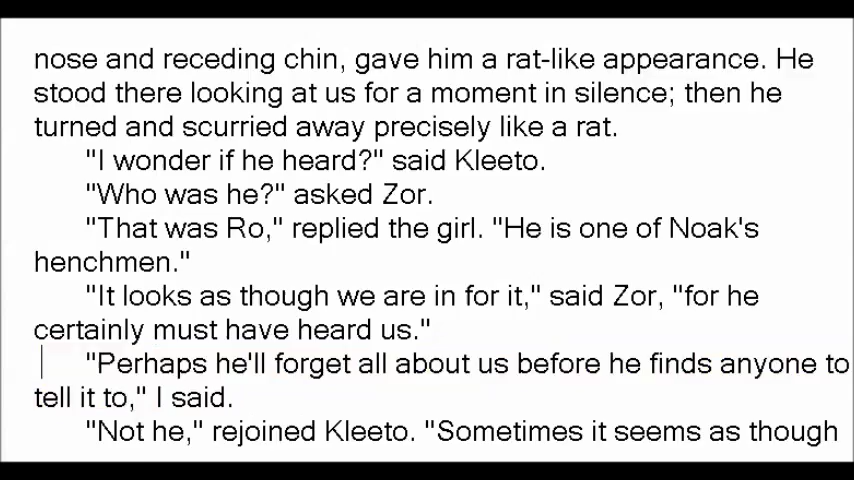 nose and receding chin, gave him a rat-like appearance. He
stood there looking at us for a moment in silence; then he
turned and scurried away precisely like a rat.
"I wonder if he heard?" said Kleeto.
"Who was he?" asked Zor.
"That was Ro," replied the girl. "He is one of Noak's
henchmen."
"It looks as though we are in for it," said Zor, "for he
certainly must have heard us."
"Perhaps he'll forget all about us before he finds anyone to
tell it to," I said.
"Not he," rejoined Kleeto. "Sometimes it seems as though